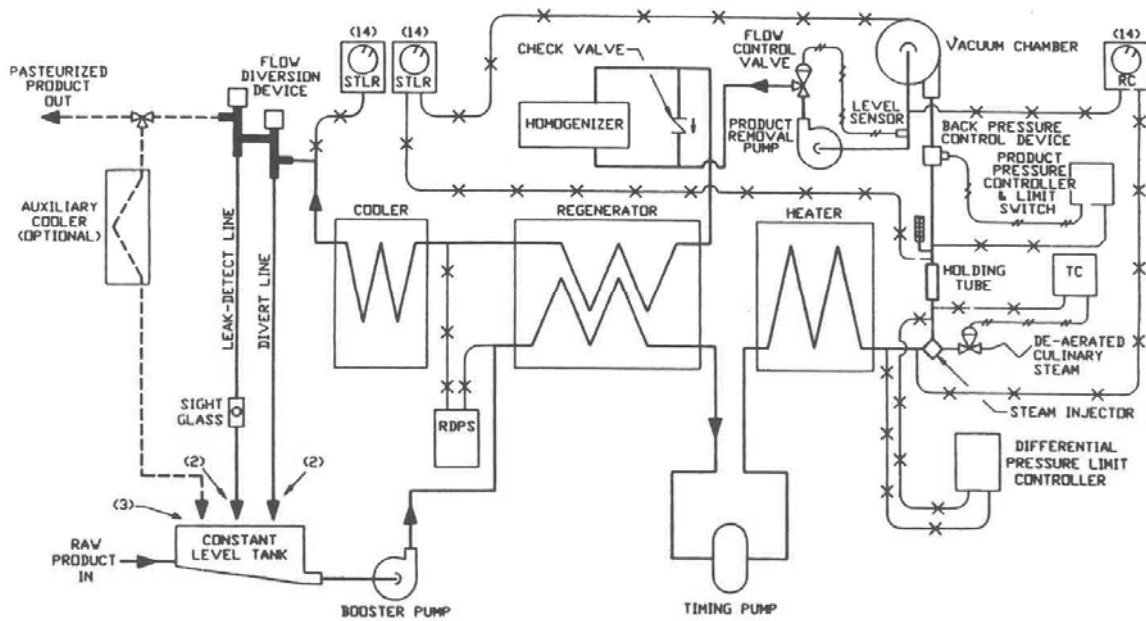 (14)
(14)
(14)
STLR
STLR
RC
PASTEURIZED
PRODUCT
OUT
FLOW
DIVERSION
DEVICE
CHECK VALVE
FLOW
CONTROL
VALVE
VACUUM CHAMBER
HOMOGENIZER
LEVEL
SENSOR
PRODUCT
REMOVAL
PUMP
BACK PRESSURE
CONTROL DEVICE
PRODUCT
PRESSURE
CONTROLLER
& LIMIT
SWITCH
AUXILIARY
COOLER
(OPTIONAL)
LEAK-DETECT LINE
DIVERT LINE
COOLER
REGENERATOR
HEATER
HOLDING
TUBE
TC
DE-AERATED
CULINARY
STEAM
STEAM INJECTOR
SIGHT
GLASS
RDPS
DIFFERENTIAL
PRESSURE LIMIT
CONTROLLER
(2)
(2)
(3)
RAW
PRODUCT
IN
CONSTANT
LEVEL TANK
BOOSTER PUMP
TIMING PUMP